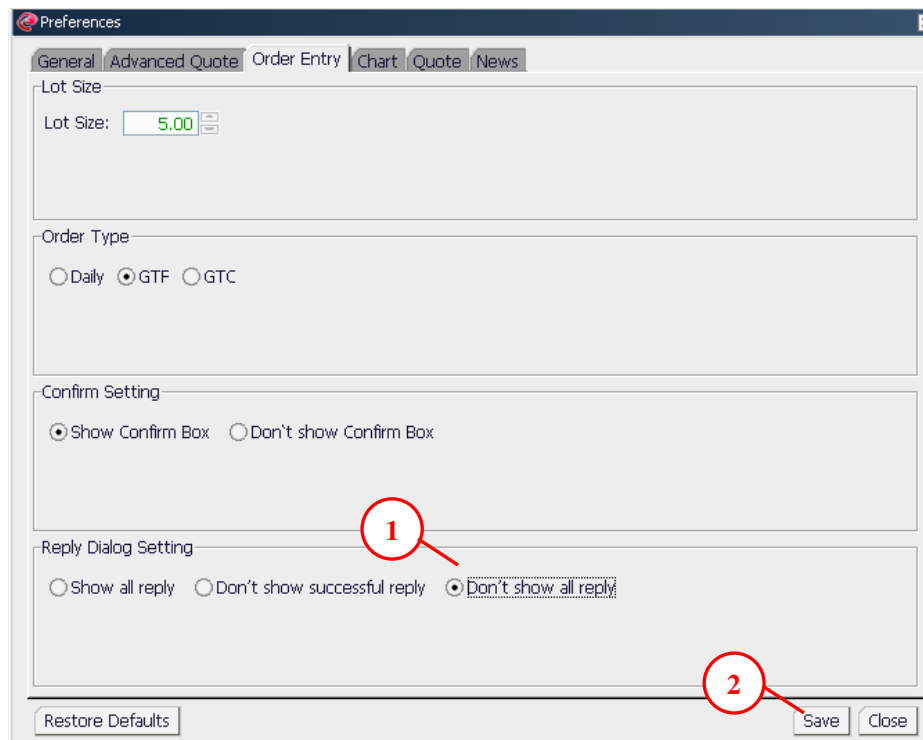 Preferences
General Advanced Quote Order Entry Chart Quote News
Lot Size
Lot Size: 5.00
Order Type
Daily GTF GTC
Confirm Setting
Show Confirm Box Don't show Confirm Box
1
Reply Dialog Setting
Show all reply Don't show successful reply Don't show all reply
2
Restore Defaults Save Close